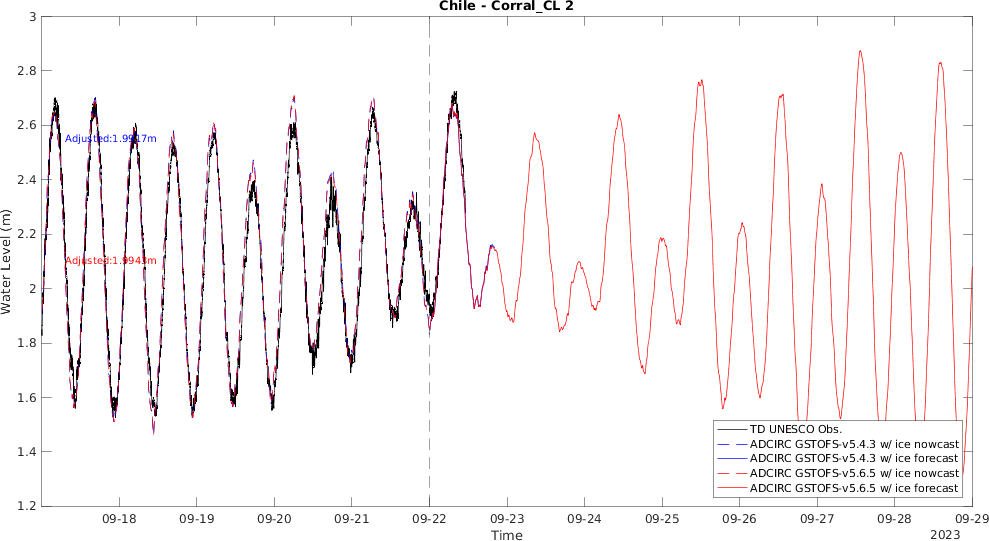 Chile - Corral_CL 2
Water Level (m)
3
2.8
2.6
2.4
2.2
2
1.8
1.6
1.4
1.2
Adjusted:1.9917m
Adjusted:1.9943m
TD UNESCO Obs.
ADCIRC GSTOFS-v5.4.3 w/ ice nowcast
ADCIRC GSTOFS-v5.4.3 w/ ice forecast
ADCIRC GSTOFS-v5.6.5 w/ ice nowcast
ADCIRC GSTOFS-v5.6.5 w/ ice forecast
09-18 09-19 09-20 09-21 09-22 09-23 09-24 09-25 09-26 09-27 09-28 09-29
Time
2023